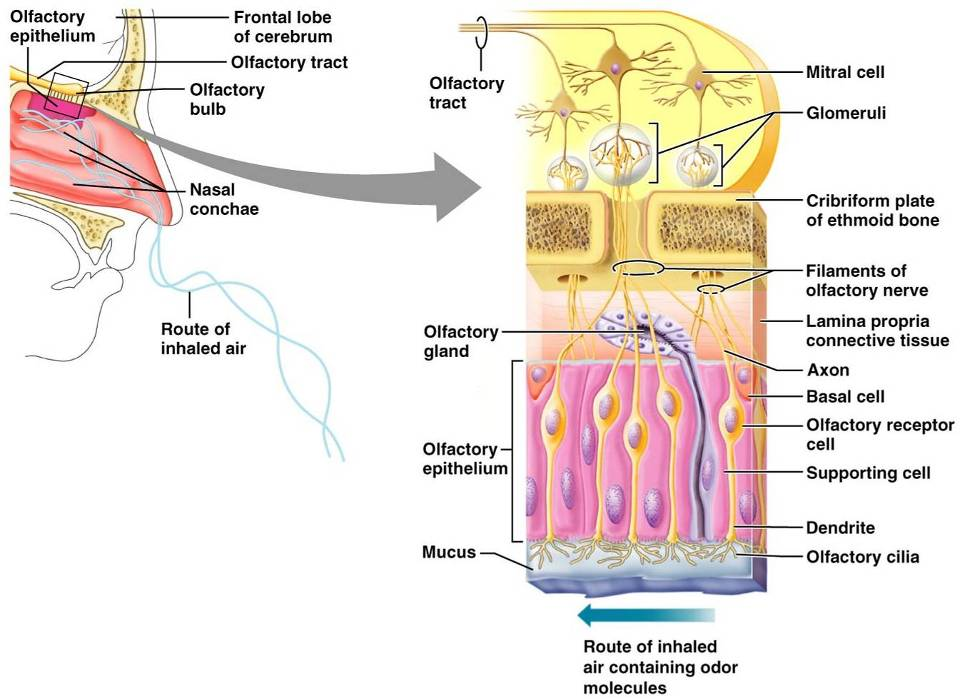 Olfactory
epithelium
Frontal lobe
of cerebrum
Olfactory tract
Olfactory
bulb
Nasal
conchae
Route of
inhaled air
Olfactory
tract
Mitral cell
Glomeruli
Cribriform plate
of ethmoid bone
Filaments of
olfactory nerve
Olfactory
gland
Lamina propria
connective tissue
Axon
Basal cell
Olfactory receptor
cell
Olfactory
epithelium
Supporting cell
Dendrite
Mucus
Olfactory cilia
Route of inhaled
air containing odor
molecules